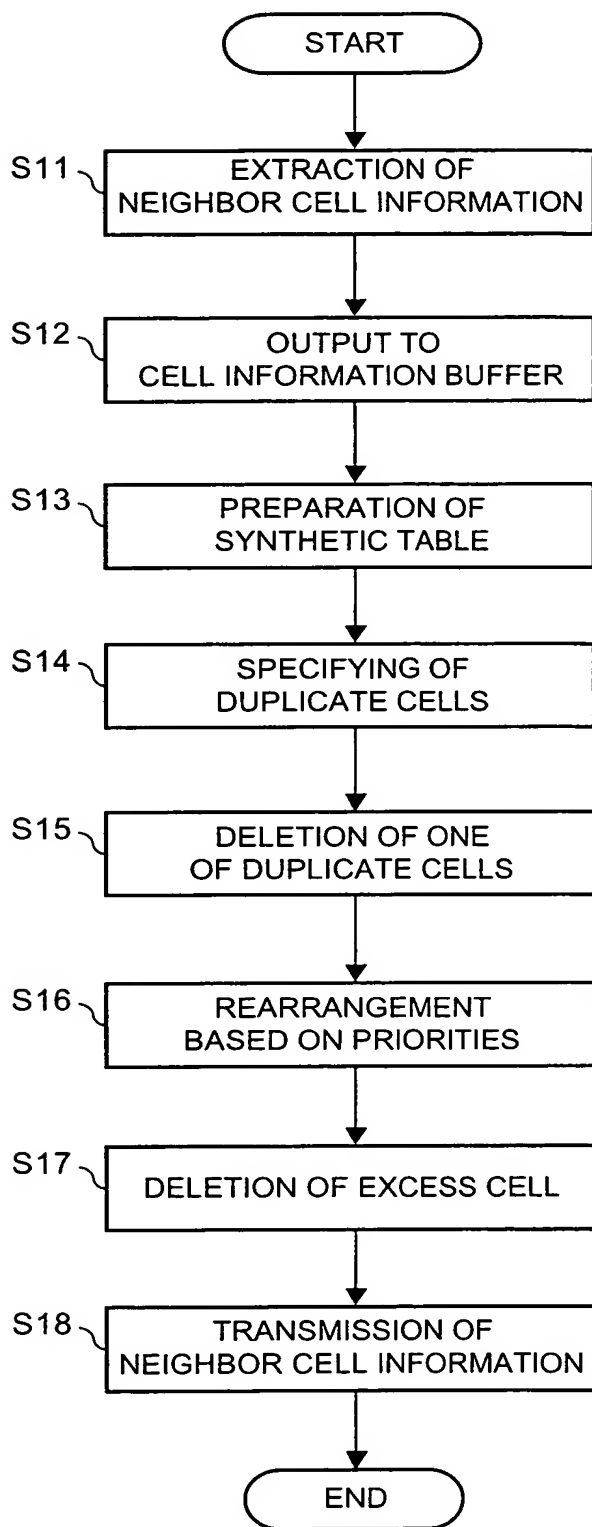 START
S11
EXTRACTION OF
NEIGHBOR CELL INFORMATION
S12
OUTPUT TO
CELL INFORMATION BUFFER
S13
PREPARATION OF
SYNTHETIC TABLE
S14
SPECIFYING OF
DUPLICATE CELLS
S15
DELETION OF ONE
OF DUPLICATE CELLS
S16
REARRANGEMENT
BASED ON PRIORITIES
S17
DELETION OF EXCESS CELL
S18
TRANSMISSION OF
NEIGHBOR CELL INFORMATION
END